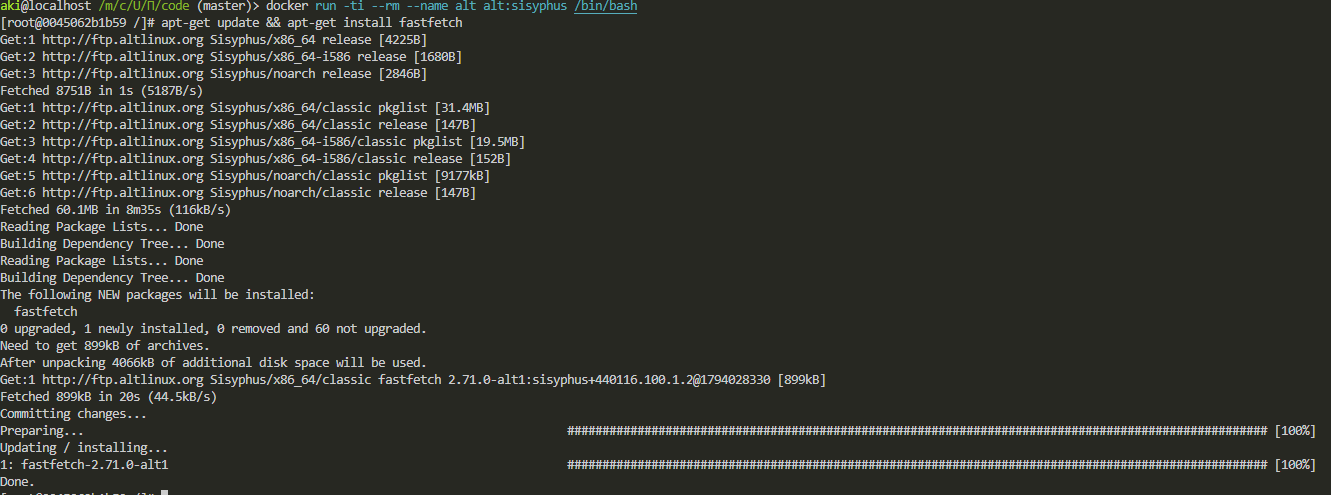 aki@localhost /m/c/U/П/code (master)> docker run -ti --rm --name alt alt:sisyphus /bin/bash
[root@0045062b1b59 /]# apt-get update && apt-get install fastfetch
Get:1 http://ftp.altlinux.org Sisyphus/x86_64 release [4225B]
Get:2 http://ftp.altlinux.org Sisyphus/x86_64-i586 release [1680B]
Get:3 http://ftp.altlinux.org Sisyphus/noarch release [2846B]
Fetched 8751B in 1s (5187B/s)
Get:1 http://ftp.altlinux.org Sisyphus/x86_64/classic pkglist [31.4MB]
Get:2 http://ftp.altlinux.org Sisyphus/x86_64/classic release [147B]
Get:3 http://ftp.altlinux.org Sisyphus/x86_64-i586/classic pkglist [19.5MB]
Get:4 http://ftp.altlinux.org Sisyphus/x86_64-i586/classic release [152B]
Get:5 http://ftp.altlinux.org Sisyphus/noarch/classic pkglist [9177kB]
Get:6 http://ftp.altlinux.org Sisyphus/noarch/classic release [147B]
Fetched 60.1MB in 8m35s (116kB/s)
Reading Package Lists... Done
Building Dependency Tree... Done
Reading Package Lists... Done
Building Dependency Tree... Done
The following NEW packages will be installed:
  fastfetch
0 upgraded, 1 newly installed, 0 removed and 60 not upgraded.
Need to get 899kB of archives.
After unpacking 4066kB of additional disk space will be used.
Get:1 http://ftp.altlinux.org Sisyphus/x86_64/classic fastfetch 2.71.0-alt1:sisyphus+440116.100.1.2@1794028330 [899kB]
Fetched 899kB in 20s (44.5kB/s)
Committing changes...
Preparing... #################################################################################################### [100%]
Updating / installing...
1: fastfetch-2.71.0-alt1 #################################################################################################### [100%]
Done.